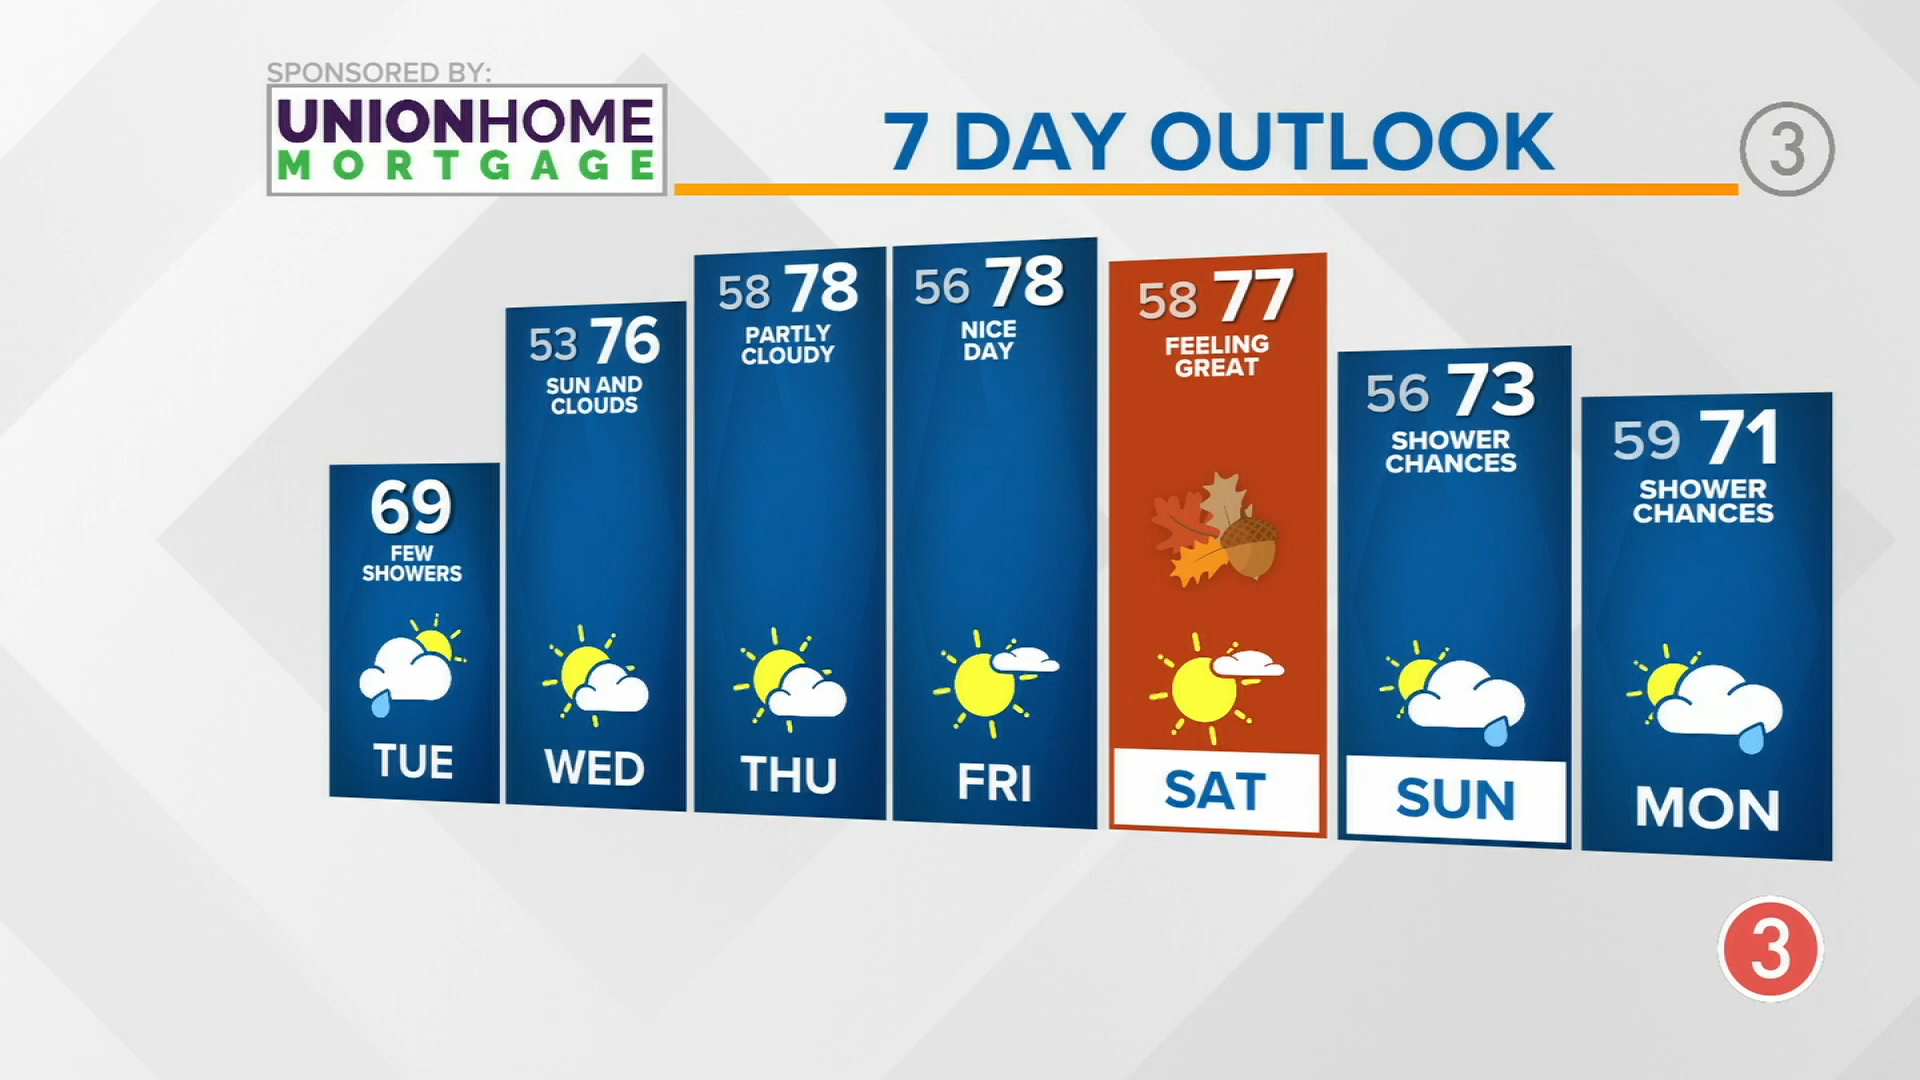 SPONSORED BY:
UNIONHOME
MORTGAGE
7 DAY OUTLOOK
3
69
FEW
SHOWERS
TUE
53 76
SUN AND
CLOUDS
WED
58 78
PARTLY
CLOUDY
THU
56 78
NICE
DAY
FRI
58 77
FEELING
GREAT
SAT
56 73
SHOWER
CHANCES
SUN
59 71
SHOWER
CHANCES
MON
3